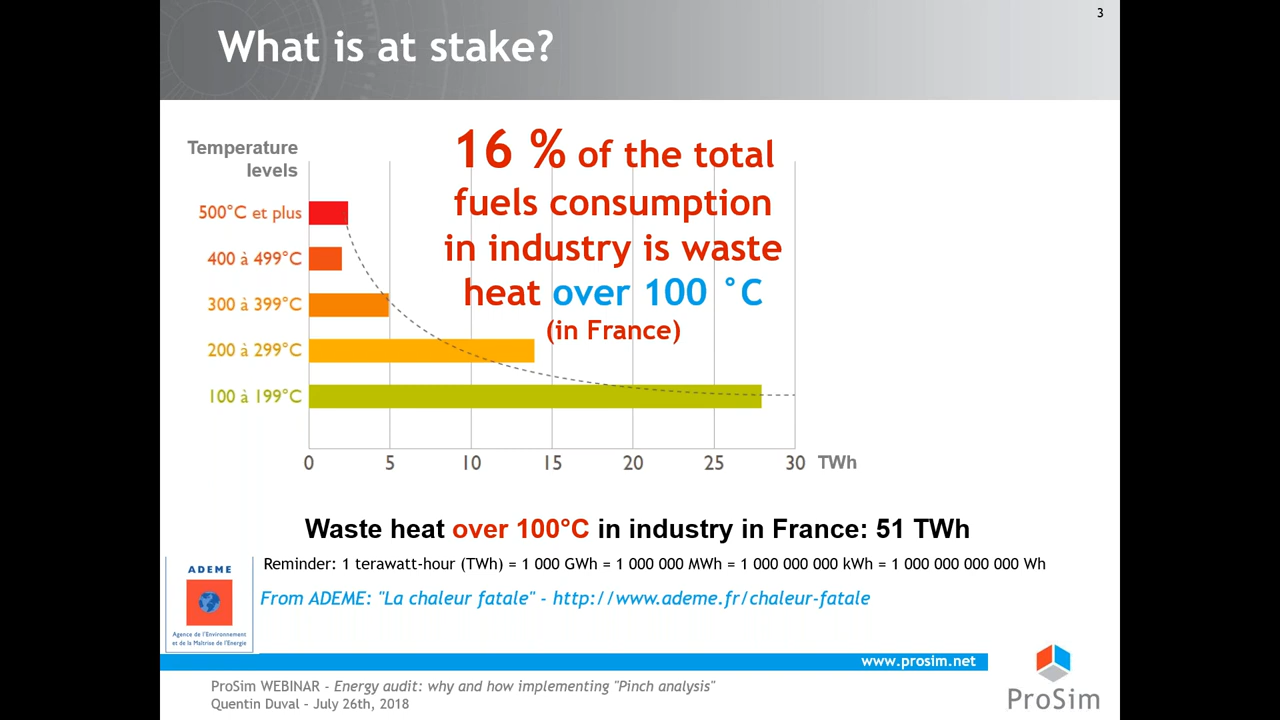 3
What is at stake?
Temperature
levels
16 % of the total
fuels consumption
in industry is waste
heat over 100 °C
(in France)
500°C et plus
400 à 499°C
300 à 399°C
200 à 299°C
100 à 199°C
0 5 10 15 20 25 30 TWh
Waste heat over 100°C in industry in France: 51 TWh
Reminder: 1 terawatt-hour (TWh) = 1 000 GWh = 1 000 000 MWh = 1 000 000 000 kWh = 1 000 000 000 000 Wh
ADEME
Agence de l'Environnement
et de la Maîtrise de l'Energie
From ADEME: "La chaleur fatale" - http://www.ademe.fr/chaleur-fatale
www.prosim.net
ProSim WEBINAR - Energy audit: why and how implementing "Pinch analysis"
Quentin Duval - July 26th, 2018
ProSim